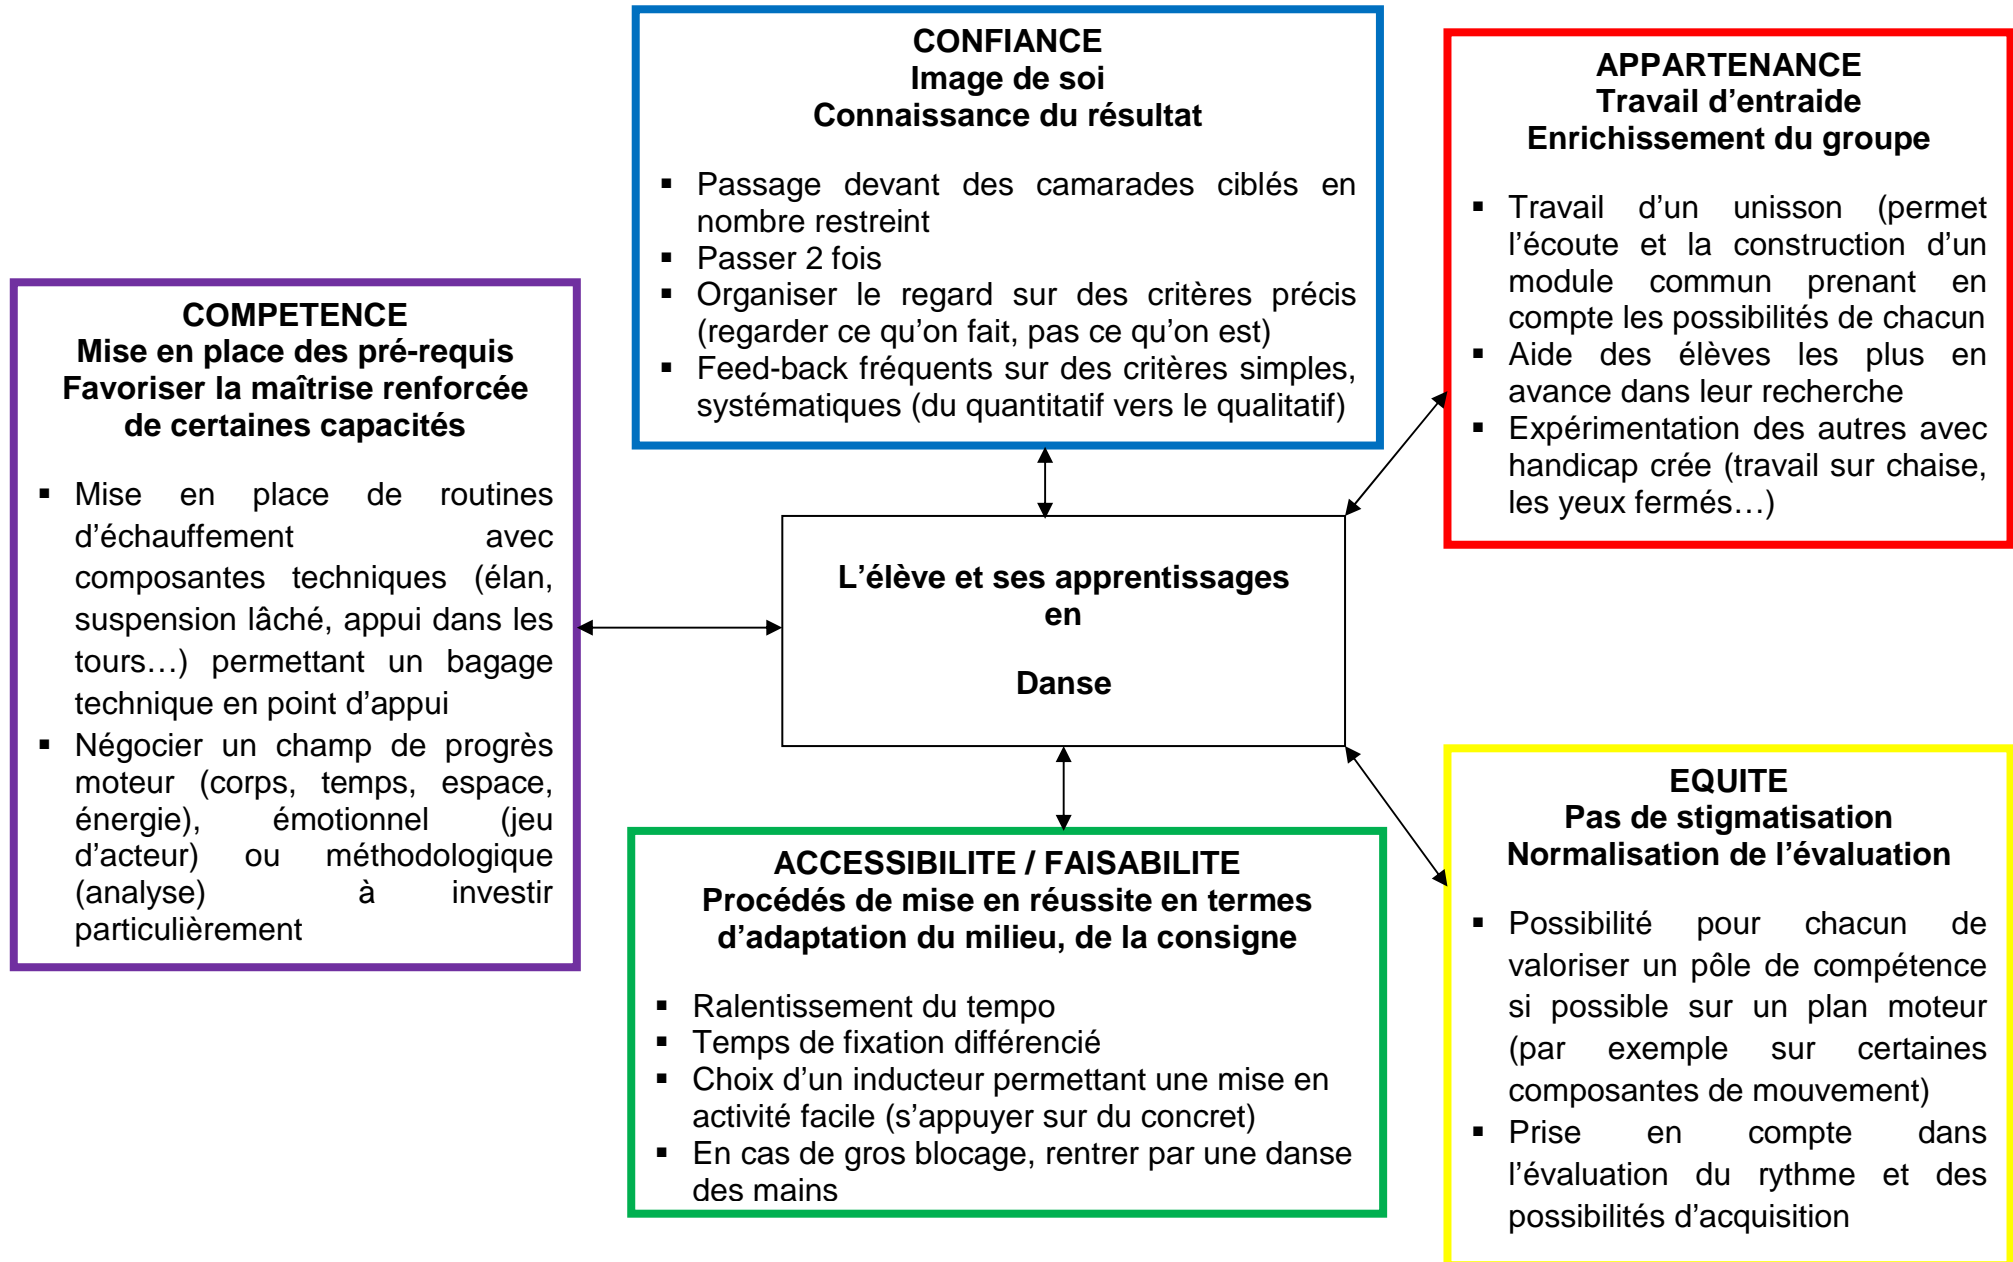 CONFIANCE
Image de soi
Connaissance du résultat
▪ Passage devant des camarades ciblés en
nombre restreint
▪ Passer 2 fois
▪ Organiser le regard sur des critères précis
(regarder ce qu’on fait, pas ce qu’on est)
▪ Feed-back fréquents sur des critères simples,
systématiques (du quantitatif vers le qualitatif)
APPARTENANCE
Travail d’entraide
Enrichissement du groupe
▪ Travail d’un unisson (permet
l’écoute et la construction d’un
module commun prenant en
compte les possibilités de chacun
▪ Aide des élèves les plus en
avance dans leur recherche
▪ Expérimentation des autres avec
handicap crée (travail sur chaise,
les yeux fermés…)
COMPETENCE
Mise en place des pré-requis
Favoriser la maîtrise renforcée
de certaines capacités
▪ Mise en place de routines
d’échauffement avec
composantes techniques (élan,
suspension lâché, appui dans les
tours…) permettant un bagage
technique en point d’appui
▪ Négocier un champ de progrès
moteur (corps, temps, espace,
énergie), émotionnel (jeu
d’acteur) ou méthodologique
(analyse) à investir
particulièrement
L’élève et ses apprentissages
en
Danse
ACCESSIBILITE / FAISABILITE
Procédés de mise en réussite en termes
d’adaptation du milieu, de la consigne
▪ Ralentissement du tempo
▪ Temps de fixation différencié
▪ Choix d’un inducteur permettant une mise en
activité facile (s’appuyer sur du concret)
▪ En cas de gros blocage, rentrer par une danse
des mains
EQUITE
Pas de stigmatisation
Normalisation de l’évaluation
▪ Possibilité pour chacun de
valoriser un pôle de compétence
si possible sur un plan moteur
(par exemple sur certaines
composantes de mouvement)
▪ Prise en compte dans
l’évaluation du rythme et des
possibilités d’acquisition